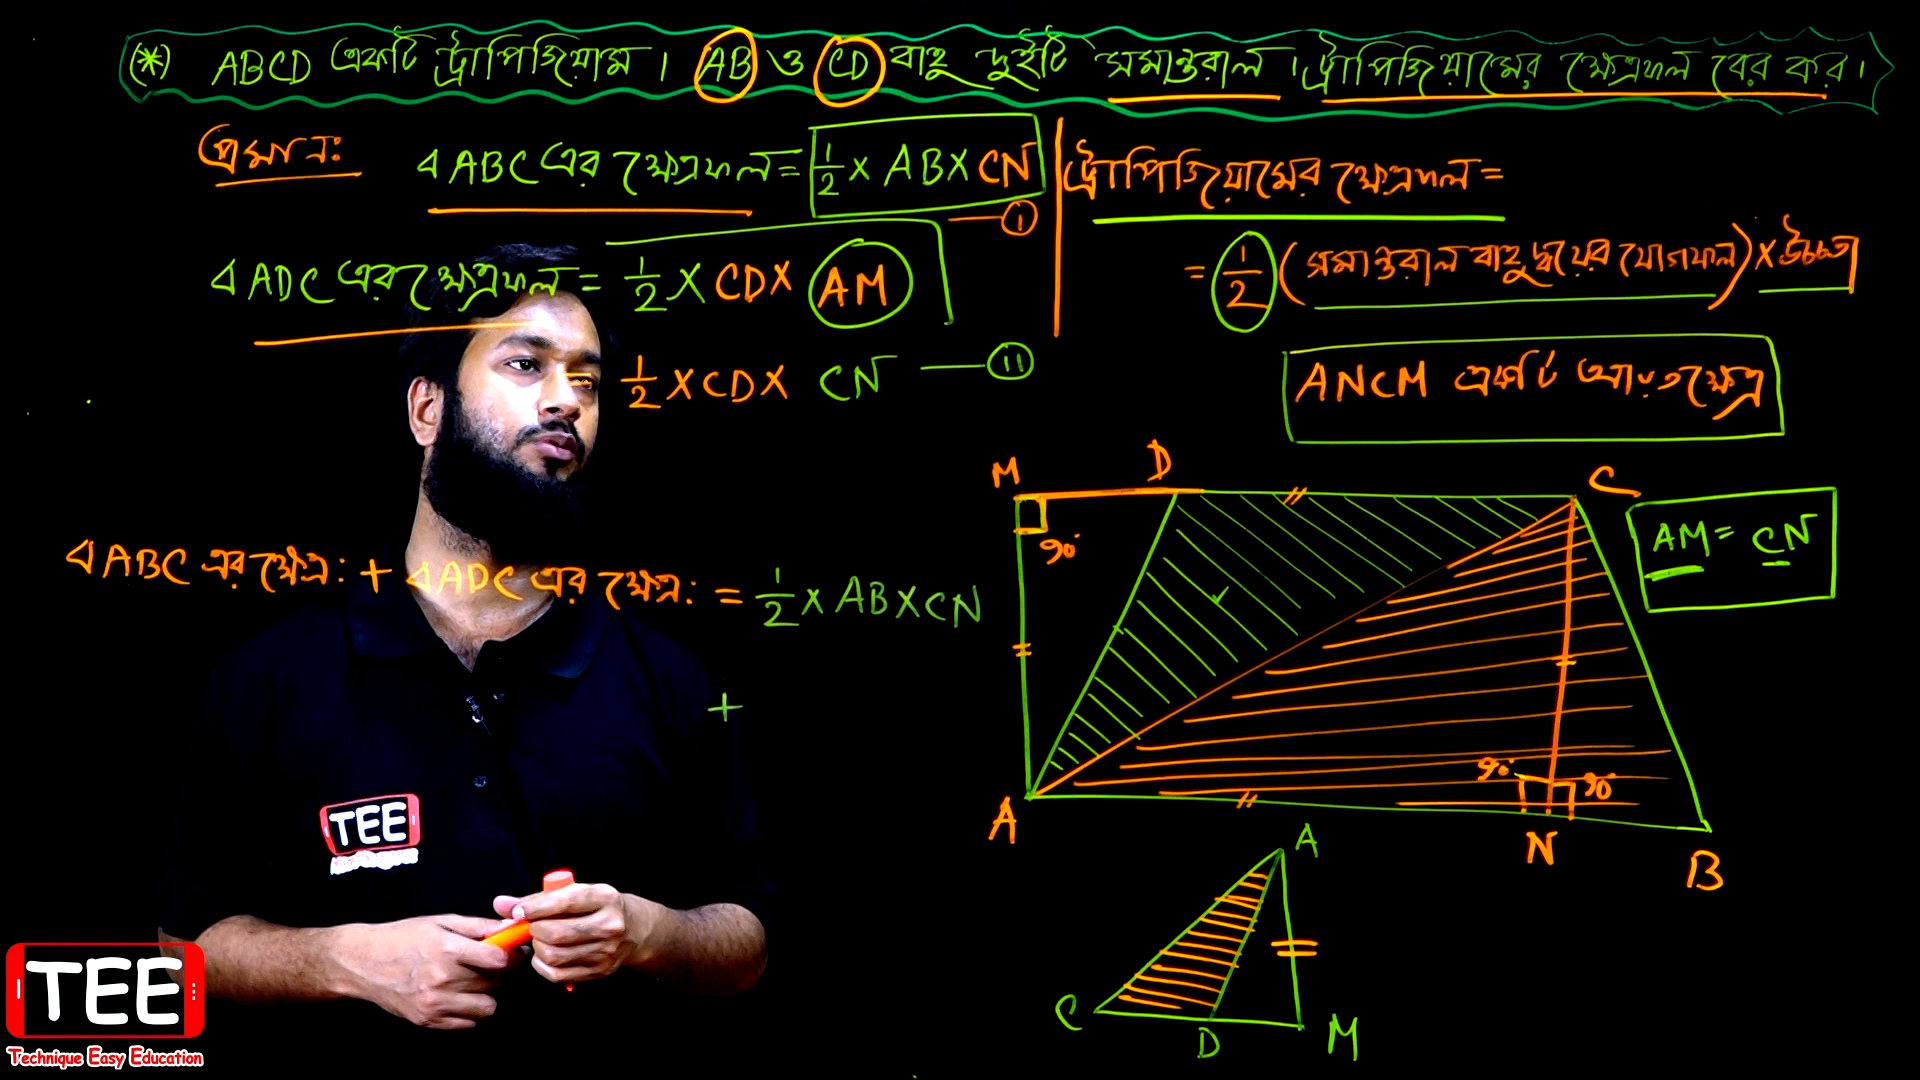 (*) ABCD একটি ট্রাপিজিয়াম। AB ও CD বাহু দুইটি সমান্তরাল। ট্রাপিজিয়ামের ক্ষেত্রফল বের কর।
প্রমানঃ
◁ABC এর ক্ষেত্রফল = 1/2 × AB × CN
—(i)
◁ADC এর ক্ষেত্রফল = 1/2 × CD × AM
1/2 × CD × CN —(ii)
◁ABC এর ক্ষেত্র: + ◁ADC এর ক্ষেত্র: = 1/2 × AB × CN
+
ট্রাপিজিয়ামের ক্ষেত্রফল =
= 1/2 (সমান্তরাল বাহুদ্বয়ের যোগফল) × উচ্চতা
ANCM একটি আয়তক্ষেত্র
M D C
AM = CN
90°
90° 90°
A N B
A
C D M
TEE
TEE
Technique Easy Education